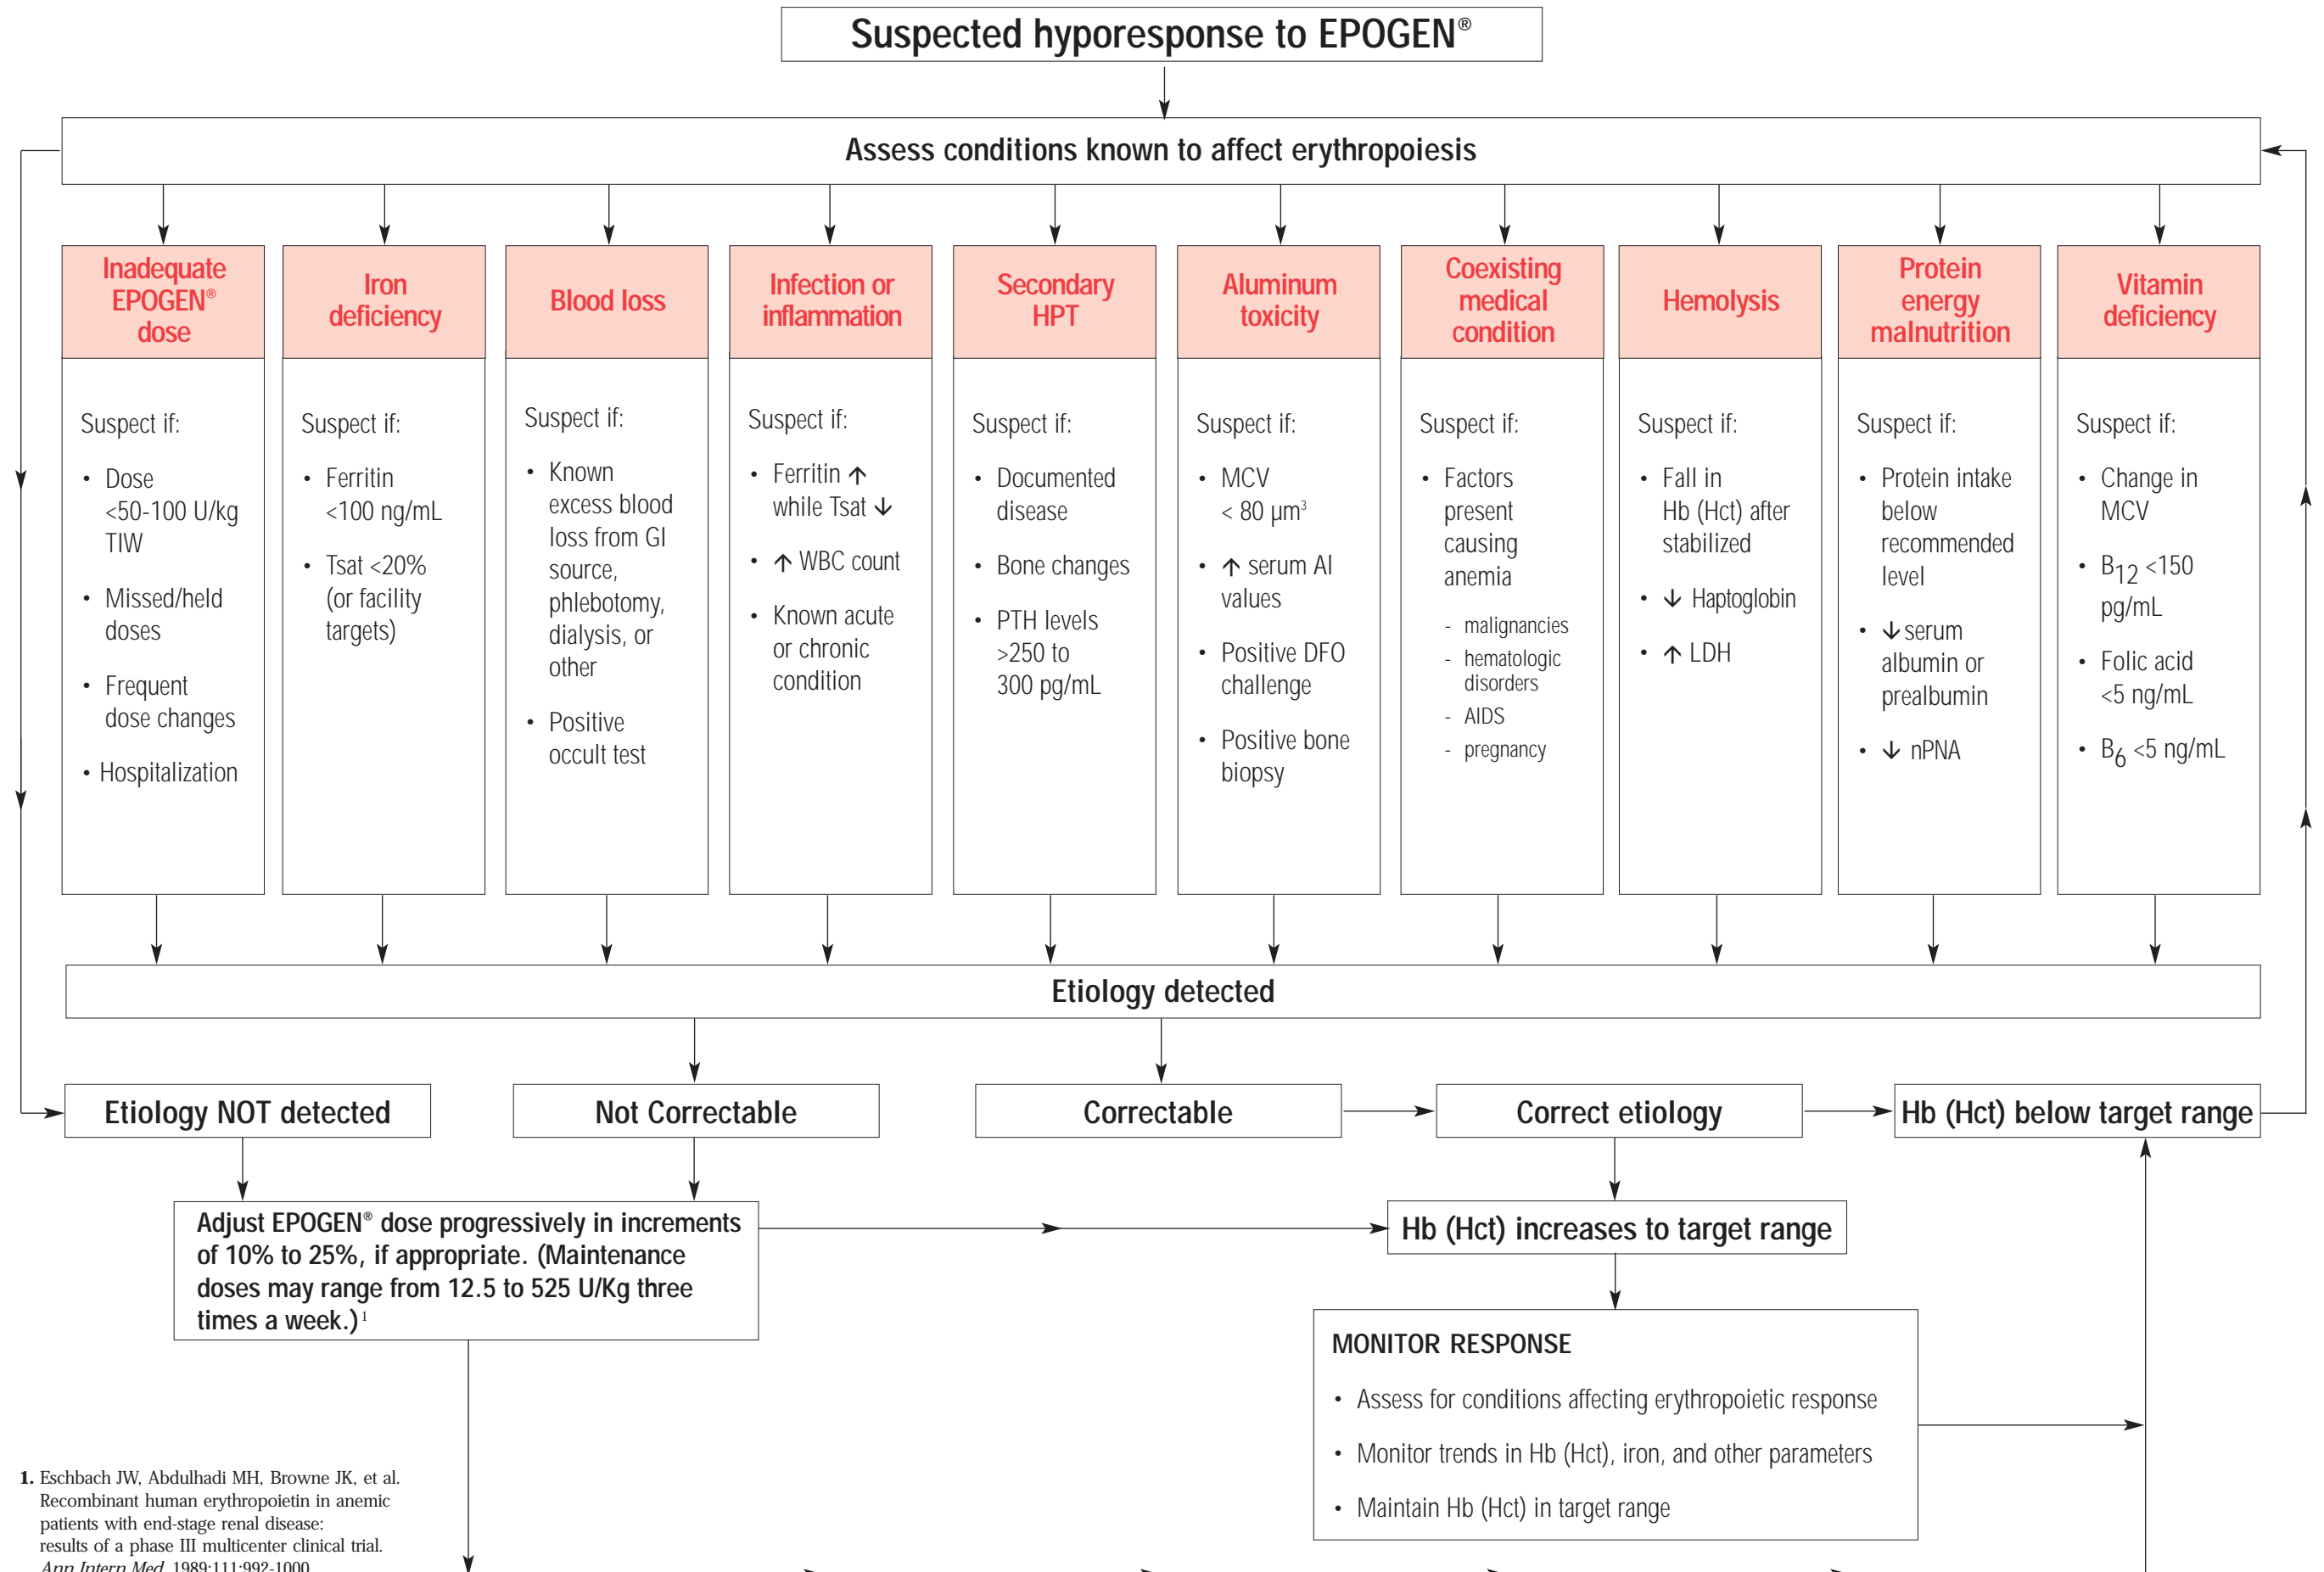 Suspected hyporesponse to EPOGEN®
Assess conditions known to affect erythropoiesis
Inadequate
EPOGEN®
dose
Suspect if:
• Dose
<50-100 U/kg
TIW
• Missed/held
doses
• Frequent
dose changes
• Hospitalization
Iron
deficiency
Suspect if:
• Ferritin
<100 ng/mL
• Tsat <20%
(or facility
targets)
Blood loss
Suspect if:
• Known
excess blood
loss from GI
source,
phlebotomy,
dialysis, or
other
• Positive
occult test
Infection or
inflammation
Suspect if:
• Ferritin ↑
while Tsat ↓
• ↑ WBC count
• Known acute
or chronic
condition
Secondary
HPT
Suspect if:
• Documented
disease
• Bone changes
• PTH levels
>250 to
300 pg/mL
Aluminum
toxicity
Suspect if:
• MCV
< 80 µm³
• ↑ serum Al
values
• Positive DFO
challenge
• Positive bone
biopsy
Coexisting
medical
condition
Suspect if:
• Factors
present
causing
anemia
- malignancies
- hematologic
disorders
- AIDS
- pregnancy
Hemolysis
Suspect if:
• Fall in
Hb (Hct) after
stabilized
• ↓ Haptoglobin
• ↑ LDH
Protein
energy
malnutrition
Suspect if:
• Protein intake
below
recommended
level
• ↓ serum
albumin or
prealbumin
• ↓ nPNA
Vitamin
deficiency
Suspect if:
• Change in
MCV
• B12 <150
pg/mL
• Folic acid
<5 ng/mL
• B6 <5 ng/mL
Etiology detected
Etiology NOT detected
Not Correctable
Correctable
Correct etiology
Hb (Hct) below target range
Adjust EPOGEN® dose progressively in increments
of 10% to 25%, if appropriate. (Maintenance
doses may range from 12.5 to 525 U/Kg three
times a week.)¹
Hb (Hct) increases to target range
MONITOR RESPONSE
• Assess for conditions affecting erythropoietic response
• Monitor trends in Hb (Hct), iron, and other parameters
• Maintain Hb (Hct) in target range
1. Eschbach JW, Abdulhadi MH, Browne JK, et al.
Recombinant human erythropoietin in anemic
patients with end-stage renal disease:
results of a phase III multicenter clinical trial.
Ann Intern Med. 1989;111:992-1000